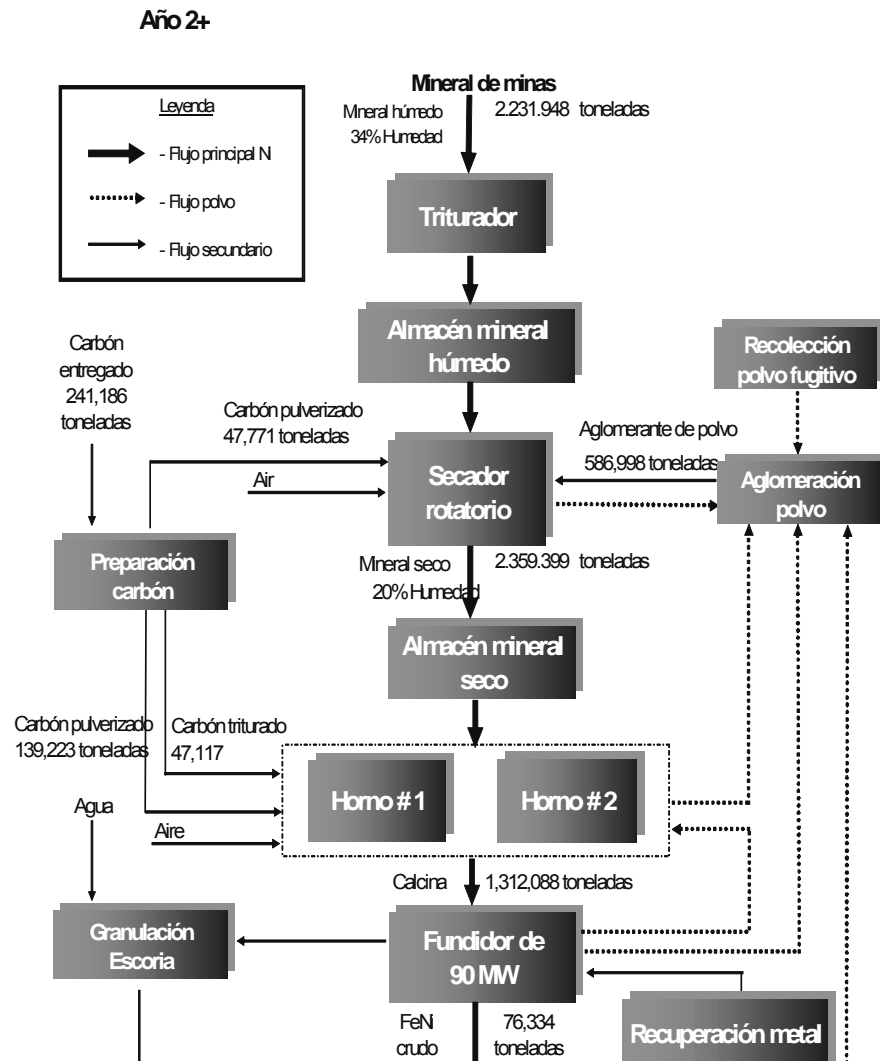 Año 2+
Leyenda
- Flujo principal Ni
- Flujo polvo
- Flujo secundario
Mineral de minas
Mineral húmedo
34% Humedad
2.231.948 toneladas
Triturador
Almacén mineral
húmedo
Carbón
entregado
241,186
toneladas
Carbón pulverizado
47,771 toneladas
Air
Secador
rotatorio
Recolección
polvo fugitivo
Aglomerante de polvo
586,998 toneladas
Aglomeración
polvo
Preparación
carbón
Mineral seco
20% Humedad
2.359.399 toneladas
Almacén mineral
seco
Carbón pulverizado
139,223 toneladas
Carbón triturado
47,117
Horno # 1
Horno # 2
Agua
Aire
Calcina
1,312,088 toneladas
Granulación
Escoria
Fundidor de
90 MW
FeNi
crudo
76,334
toneladas
Recuperación metal